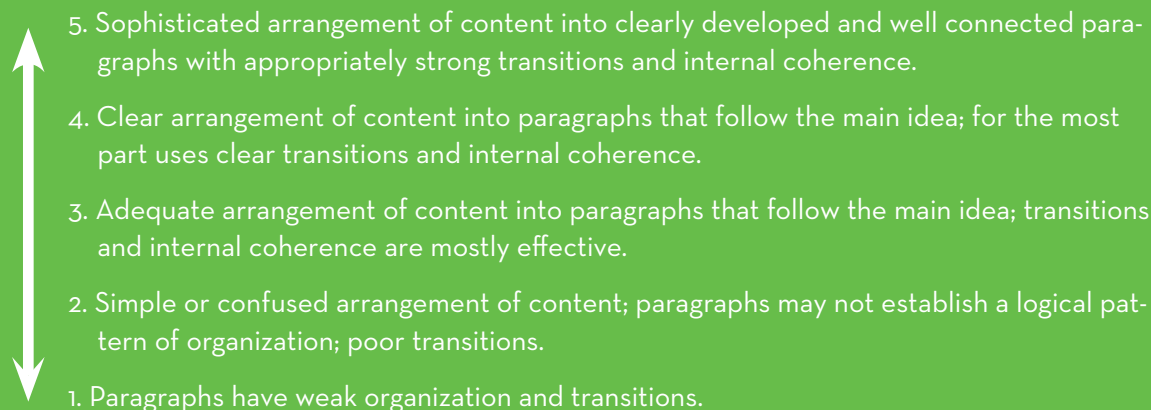 5. Sophisticated arrangement of content into clearly developed and well connected para-
graphs with appropriately strong transitions and internal coherence.
4. Clear arrangement of content into paragraphs that follow the main idea; for the most
part uses clear transitions and internal coherence.
3. Adequate arrangement of content into paragraphs that follow the main idea; transitions
and internal coherence are mostly effective.
2. Simple or confused arrangement of content; paragraphs may not establish a logical pat-
tern of organization; poor transitions.
1. Paragraphs have weak organization and transitions.